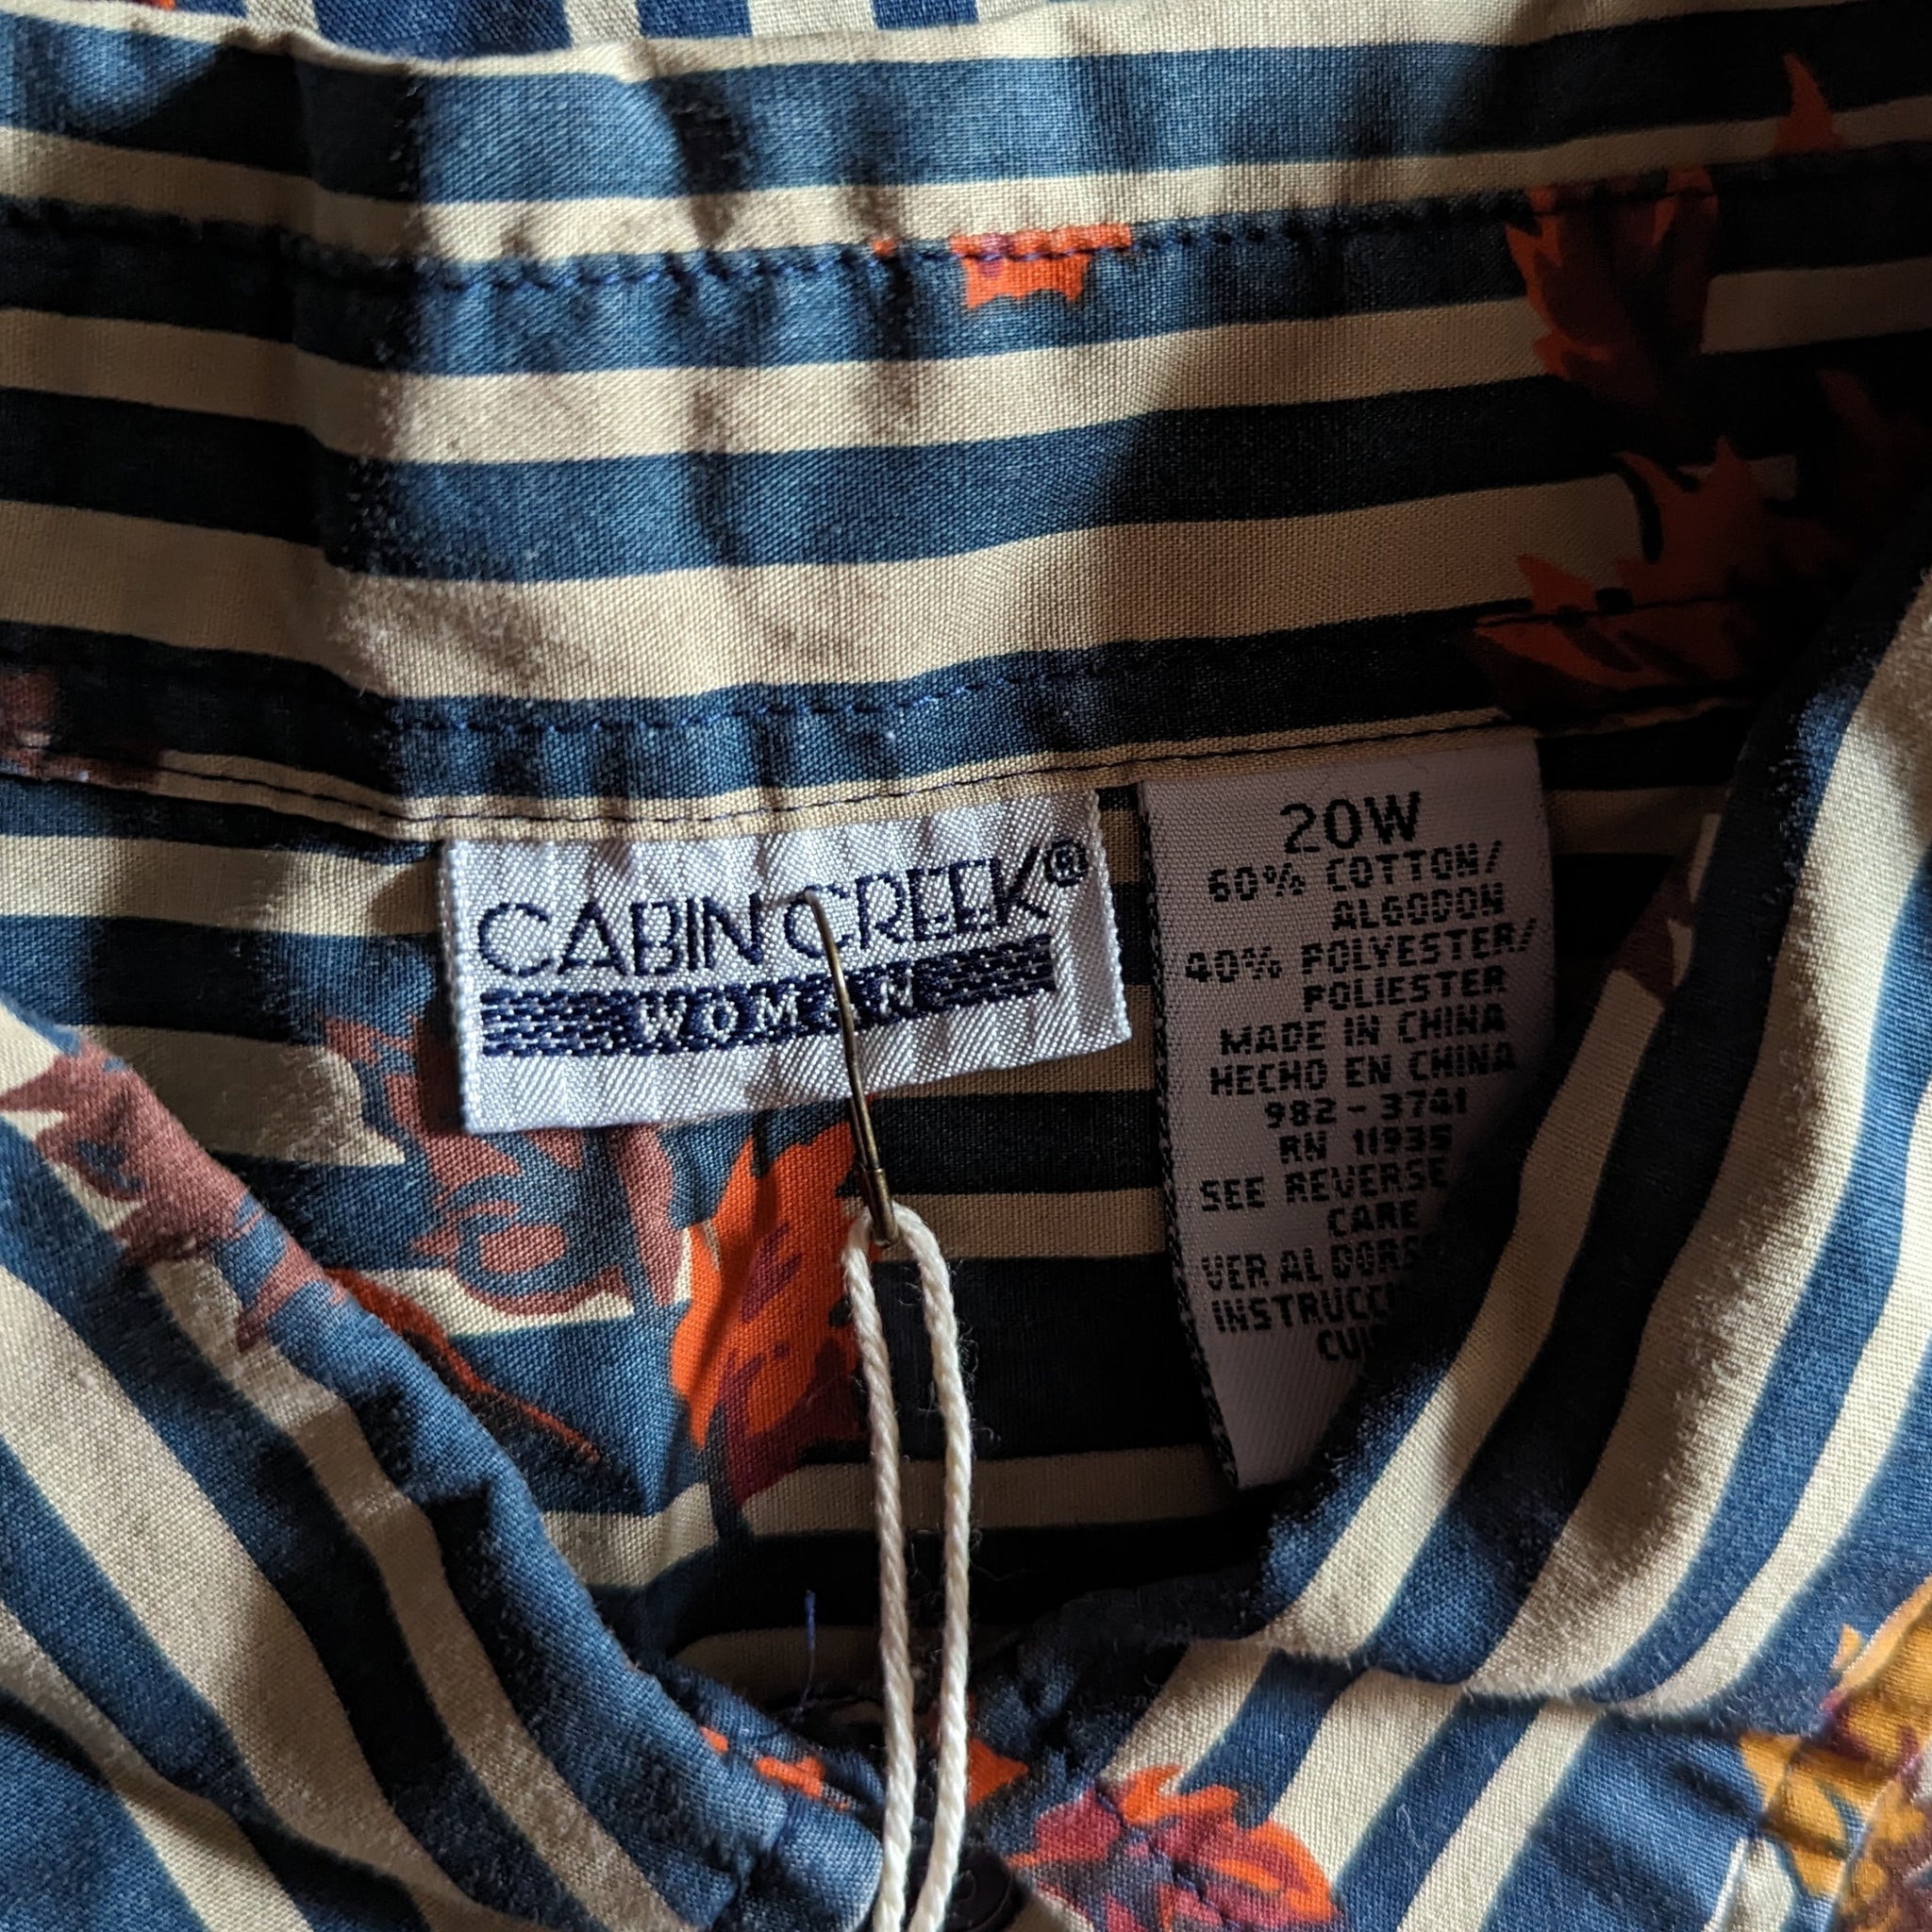 CABIN CREEK®
WOMAN
20W
60% COTTON/
ALGODON
40% POLYESTER/
POLIESTER
MADE IN CHINA
HECHO EN CHINA
982-3741
RN 11935
SEE REVERSE
CARE
VER AL